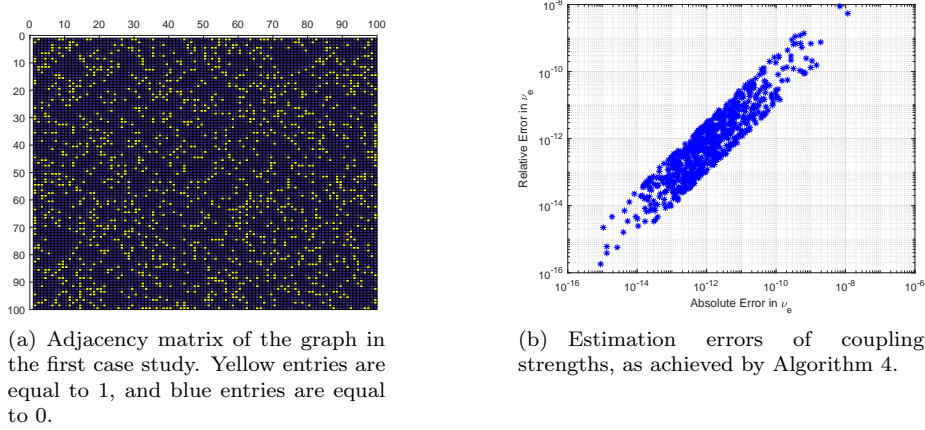 0 10 20 30 40 50 60 70 80 90 100
0
10
20
30
40
50
60
70
80
90
100
(a) Adjacency matrix of the graph in
the first case study. Yellow entries are
equal to 1, and blue entries are equal
to 0.
10^-8
10^-10
10^-12
10^-14
10^-16
Relative Error in ν_e
10^-16 10^-14 10^-12 10^-10 10^-8 10^-6
Absolute Error in ν_e
(b) Estimation errors of coupling
strengths, as achieved by Algorithm 4.